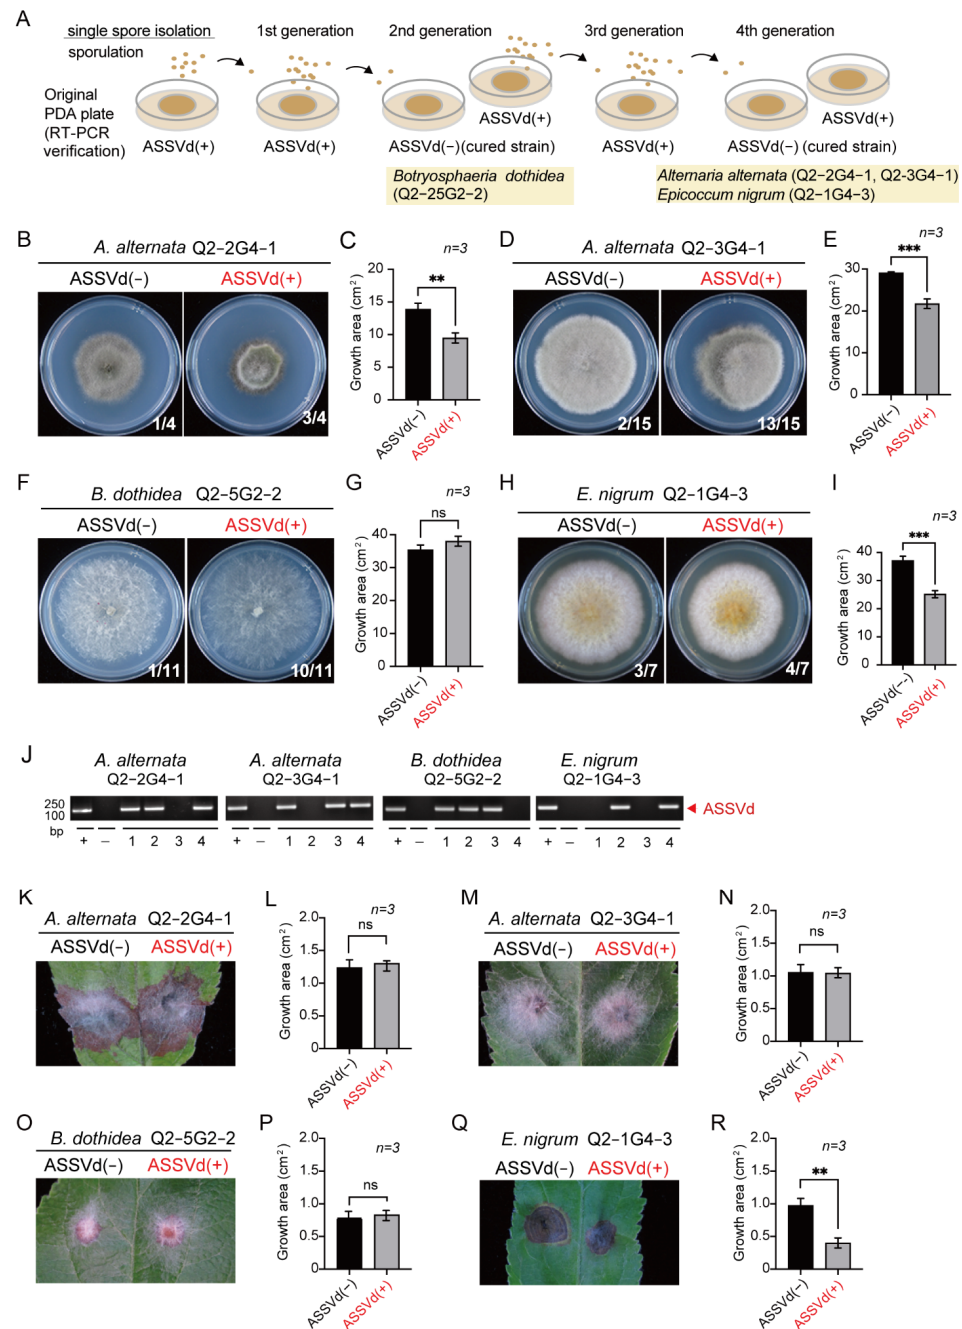 A
single spore isolation
sporulation
1st generation
2nd generation
3rd generation
4th generation
Original
PDA plate
(RT-PCR
verification)
ASSVd(+)
ASSVd(+)
ASSVd(−)(cured strain)
ASSVd(+)
ASSVd(+)
ASSVd(−) (cured strain)
ASSVd(+)
Botryosphaeria dothidea
(Q2−25G2−2)
Alternaria alternata (Q2−2G4−1, Q2-3G4−1)
Epicoccum nigrum (Q2−1G4−3)
B
A. alternata Q2−2G4−1
ASSVd(−) ASSVd(+)
1/4 3/4
C
n=3
**
Growth area (cm²)
20
15
10
5
0
ASSVd(−)
ASSVd(+)
D
A. alternata Q2−3G4−1
ASSVd(−) ASSVd(+)
2/15 13/15
E
n=3
***
Growth area (cm²)
30
20
10
0
ASSVd(−)
ASSVd(+)
F
B. dothidea Q2−5G2−2
ASSVd(−) ASSVd(+)
1/11 10/11
G
n=3
ns
Growth area (cm²)
60
40
20
0
ASSVd(−)
ASSVd(+)
H
E. nigrum Q2−1G4−3
ASSVd(−) ASSVd(+)
3/7 4/7
I
n=3
***
Growth area (cm²)
40
30
20
10
0
ASSVd(−−)
ASSVd(+)
J
A. alternata
Q2−2G4−1
A. alternata
Q2−3G4−1
B. dothidea
Q2−5G2−2
E. nigrum
Q2−1G4−3
250
100
bp
ASSVd
+ − 1 2 3 4
+ − 1 2 3 4
+ − 1 2 3 4
+ − 1 2 3 4
K
A. alternata Q2−2G4−1
ASSVd(−) ASSVd(+)
L
n=3
ns
Growth area (cm²)
2.0
1.5
1.0
0.5
0
ASSVd(−)
ASSVd(+)
M
A. alternata Q2−3G4−1
ASSVd(−) ASSVd(+)
N
n=3
ns
Growth area (cm²)
2.0
1.5
1.0
0.5
0
ASSVd(−)
ASSVd(+)
O
B. dothidea Q2−5G2−2
ASSVd(−) ASSVd(+)
P
n=3
ns
Growth area (cm²)
2.0
1.5
1.0
0.5
0
ASSVd(−)
ASSVd(+)
Q
E. nigrum Q2−1G4−3
ASSVd(−) ASSVd(+)
R
n=3
**
Growth area (cm²)
2.0
1.5
1.0
0.5
0
ASSVd(−)
ASSVd(+)